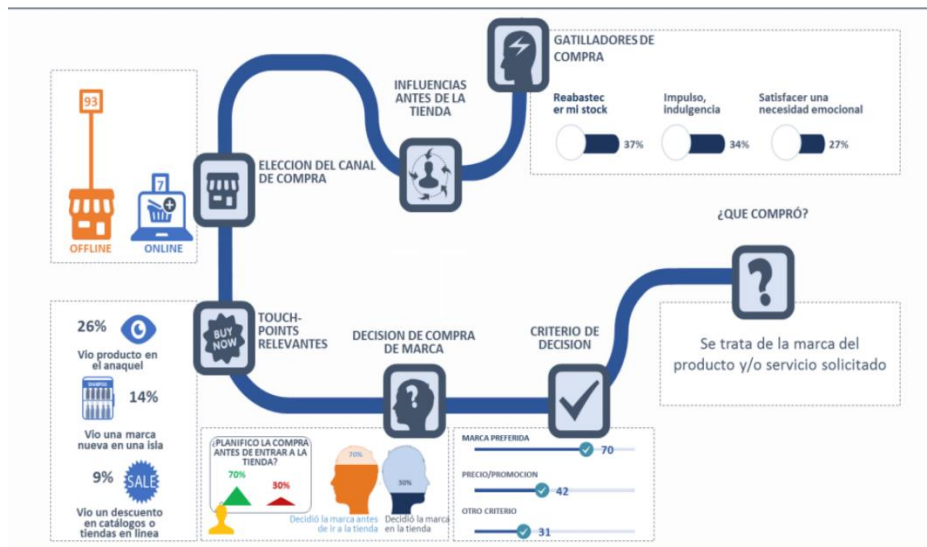 GATILLADORES DE
COMPRA
Reabastec
er mi stock
37%
Impulso,
indulgencia
34%
Satisfacer una
necesidad emocional
27%
INFLUENCIAS
ANTES DE LA
TIENDA
93
OFFLINE
7
ONLINE
ELECCION DEL CANAL
DE COMPRA
¿QUE COMPRÓ?
Se trata de la marca del
producto y/o servicio solicitado
26%
Vio producto en
el anaquel
14%
Vio una marca
nueva en una isla
9%
SALE
Vio un descuento
en catálogos o
tiendas en linea
BUY
NOW
TOUCH-
POINTS
RELEVANTES
DECISION DE COMPRA
DE MARCA
¿PLANIFICO LA COMPRA
ANTES DE ENTRAR A LA
TIENDA?
70%
30%
70%
Decidió la marca antes
de ir a la tienda
30%
Decidió la marca
en la tienda
CRITERIO DE
DECISION
MARCA PREFERIDA
70
PRECIO/PROMOCION
42
OTRO CRITERIO
31